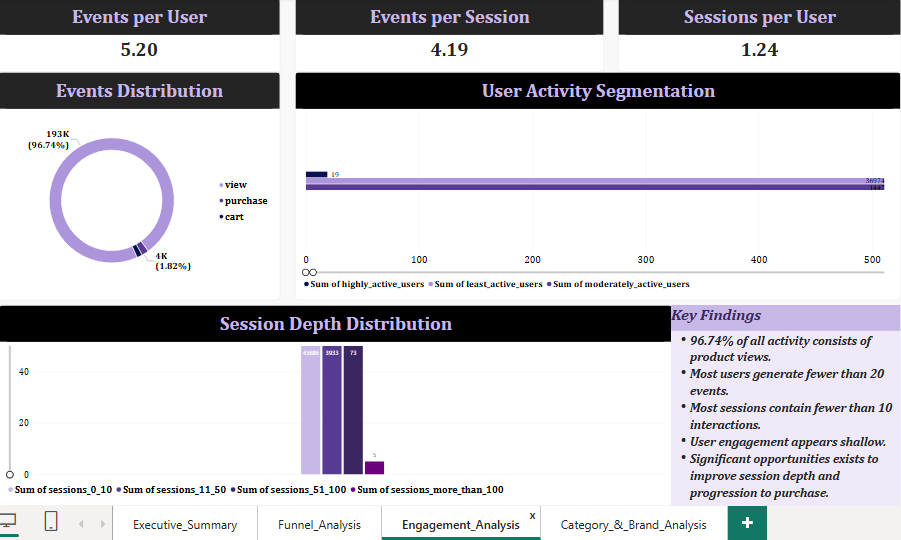 Events per User
Events per Session
Sessions per User
5.20
4.19
1.24
Events Distribution
User Activity Segmentation
193K
(96.74%)
view
purchase
cart
4K
(1.82%)
19
36974
1447
0 100 200 300 400 500
Sum of highly_active_users Sum of least_active_users Sum of moderately_active_users
Session Depth Distribution
40
20
0
3933
73
5
Sum of sessions_0_10 Sum of sessions_11_50 Sum of sessions_51_100 Sum of sessions_more_than_100
Key Findings
• 96.74% of all activity consists of
product views.
• Most users generate fewer than 20
events.
• Most sessions contain fewer than 10
interactions.
• User engagement appears shallow.
• Significant opportunities exists to
improve session depth and
progression to purchase.
Executive_Summary
Funnel_Analysis
Engagement_Analysis
x
Category_&_Brand_Analysis
+